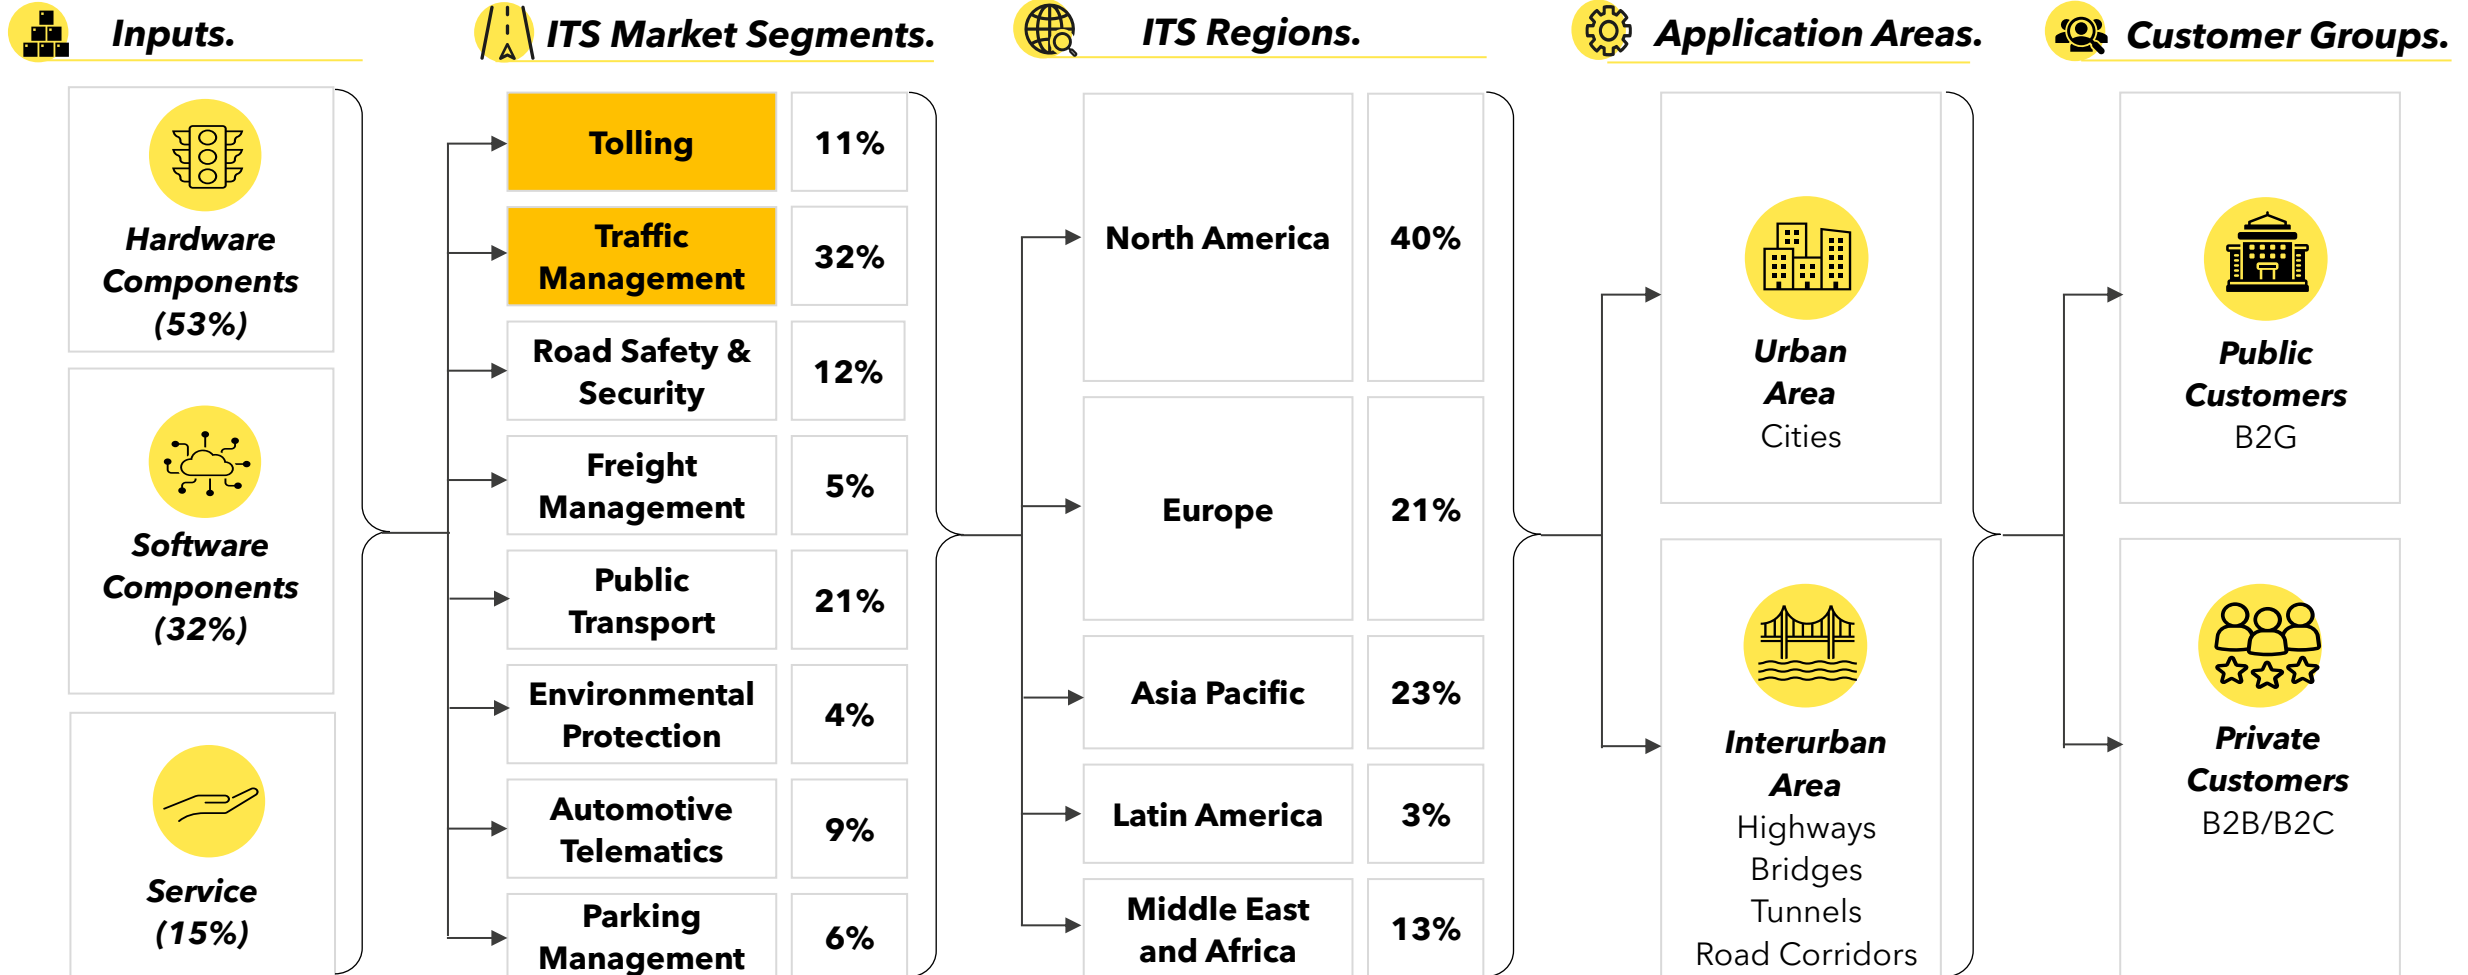 Inputs.
ITS Market Segments.
ITS Regions.
Application Areas.
Customer Groups.
Hardware
Components
(53%)
Software
Components
(32%)
Service
(15%)
Tolling
11%
Traffic
Management
32%
Road Safety &
Security
12%
Freight
Management
5%
Public
Transport
21%
Environmental
Protection
4%
Automotive
Telematics
9%
Parking
Management
6%
North America
40%
Europe
21%
Asia Pacific
23%
Latin America
3%
Middle East
and Africa
13%
Urban
Area
Cities
Interurban
Area
Highways
Bridges
Tunnels
Road Corridors
Public
Customers
B2G
Private
Customers
B2B/B2C